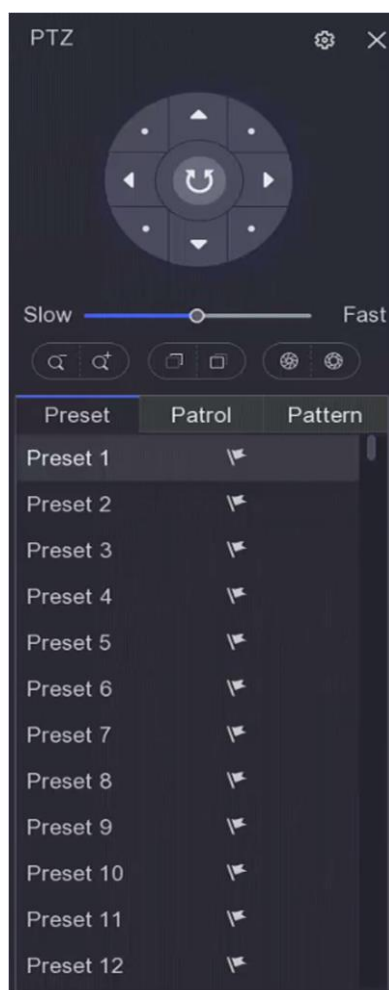 PTZ
Slow Fast
Preset Patrol Pattern
Preset 1
Preset 2
Preset 3
Preset 4
Preset 5
Preset 6
Preset 7
Preset 8
Preset 9
Preset 10
Preset 11
Preset 12